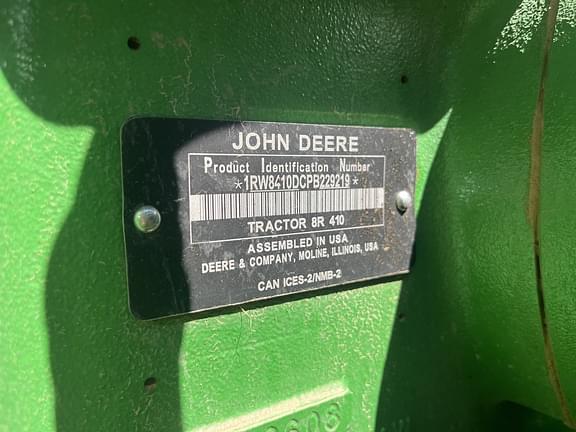 JOHN DEERE
Product Identification Number
*1RW8410DCPB229219*
TRACTOR 8R 410
ASSEMBLED IN USA
DEERE & COMPANY, MOLINE, ILLINOIS, USA
CAN ICES-2/NMB-2